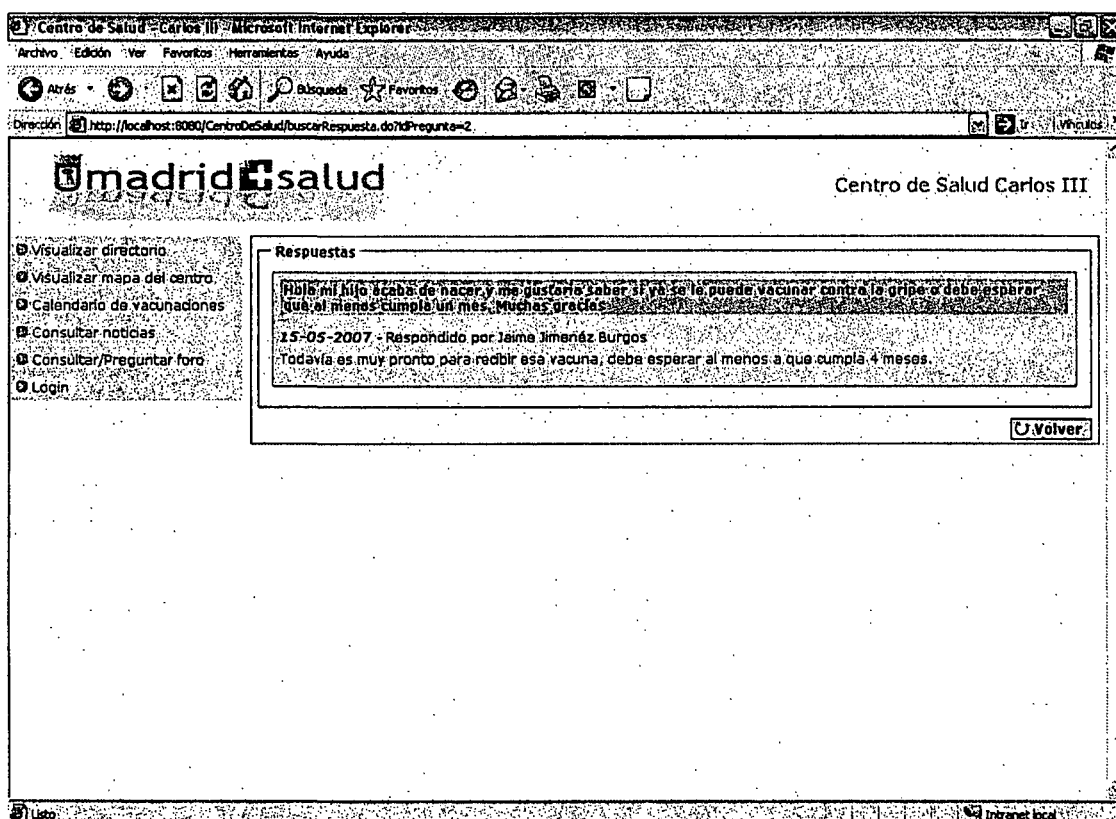 Centro de Salud - Carlos III - Microsoft Internet Explorer
Archivo Edición Ver Favoritos Herramientas Ayuda
Atrás Búsqueda Favoritos
Dirección http://localhost:8080/CentroDeSalud/buscarRespuesta.do?idPregunta=2 Ir Vínculos
madrid salud
Centro de Salud Carlos III
Visualizar directorio
Visualizar mapa del centro
Calendario de vacunaciones
Consultar noticias
Consultar/Preguntar foro
Login
Respuestas
Hola mi hijo acaba de nacer y me gustaria saber si ya se le puede vacunar contra la gripe o debe esperar
que al menos cumpla un mes. Muchas gracias
15-05-2007 - Respondido por Jaime Jimenáz Burgos
Todavía es muy pronto para recibir esa vacuna, debe esperar al menos a que cumpla 4 meses.
Volver
Listo Intranet local